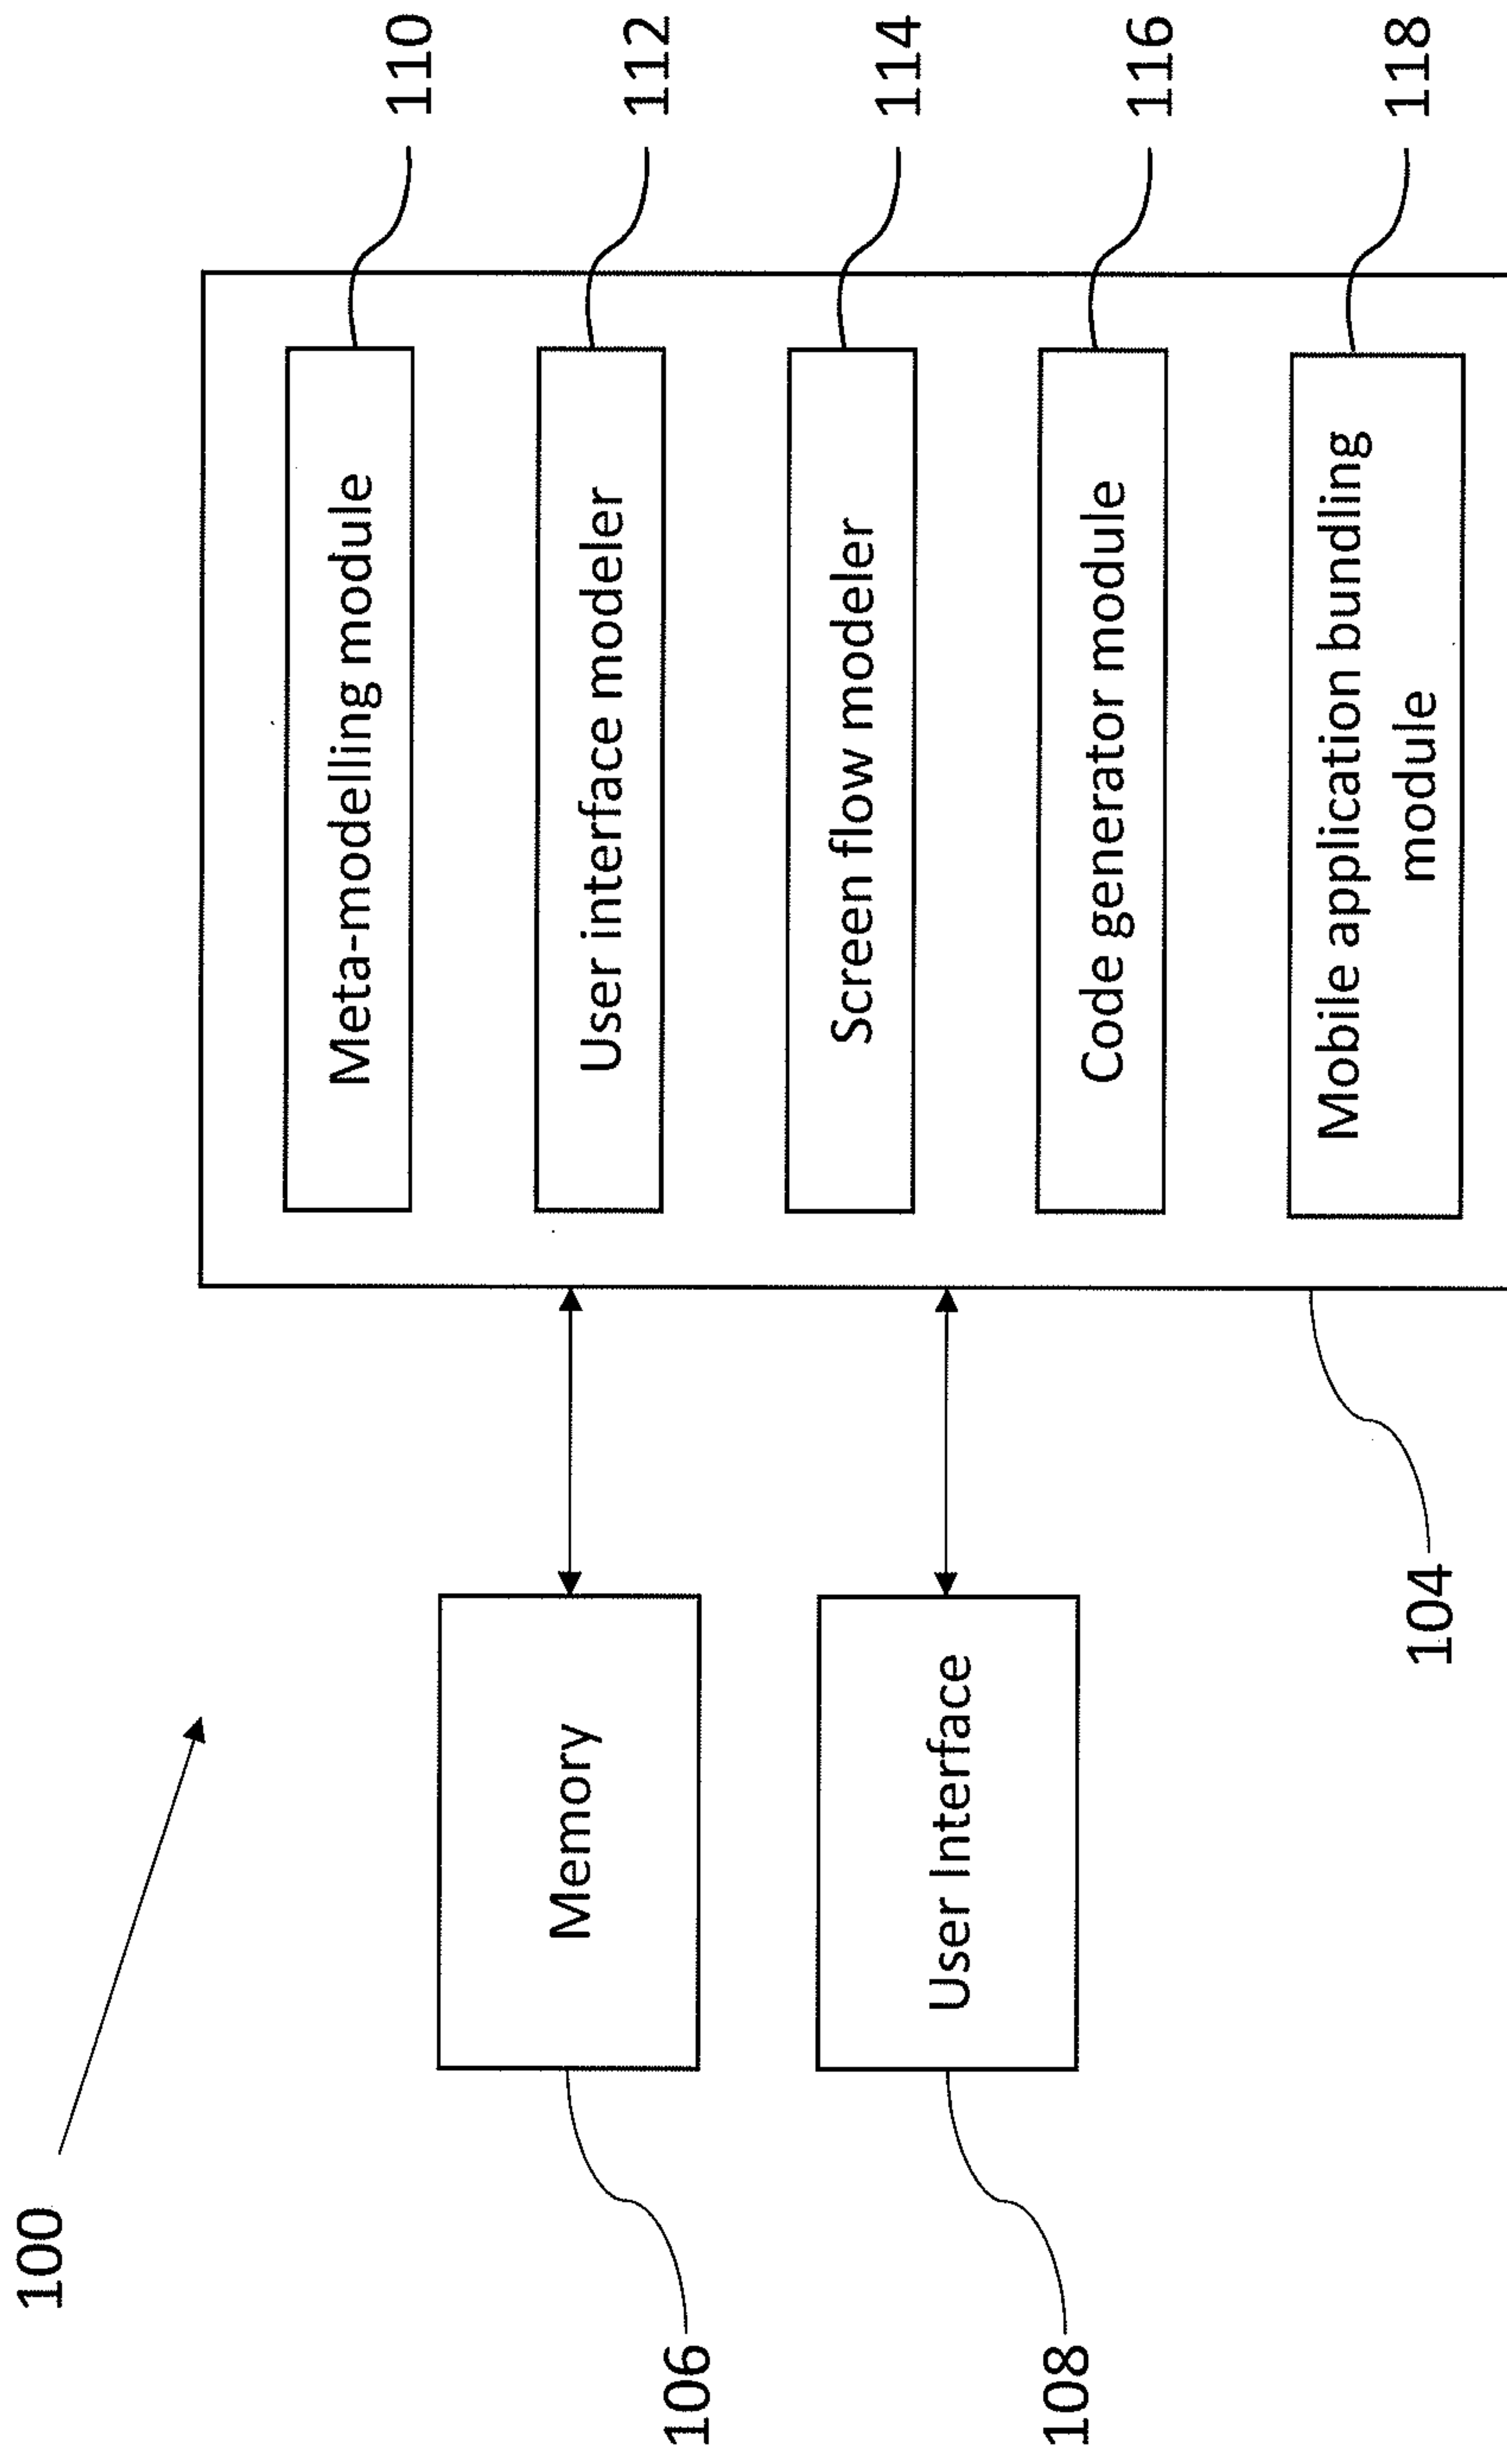 100
Meta-modelling module
110
User interface modeler
112
Memory
106
Screen flow modeler
114
User Interface
108
Code generator module
116
Mobile application bundling
module
118
104